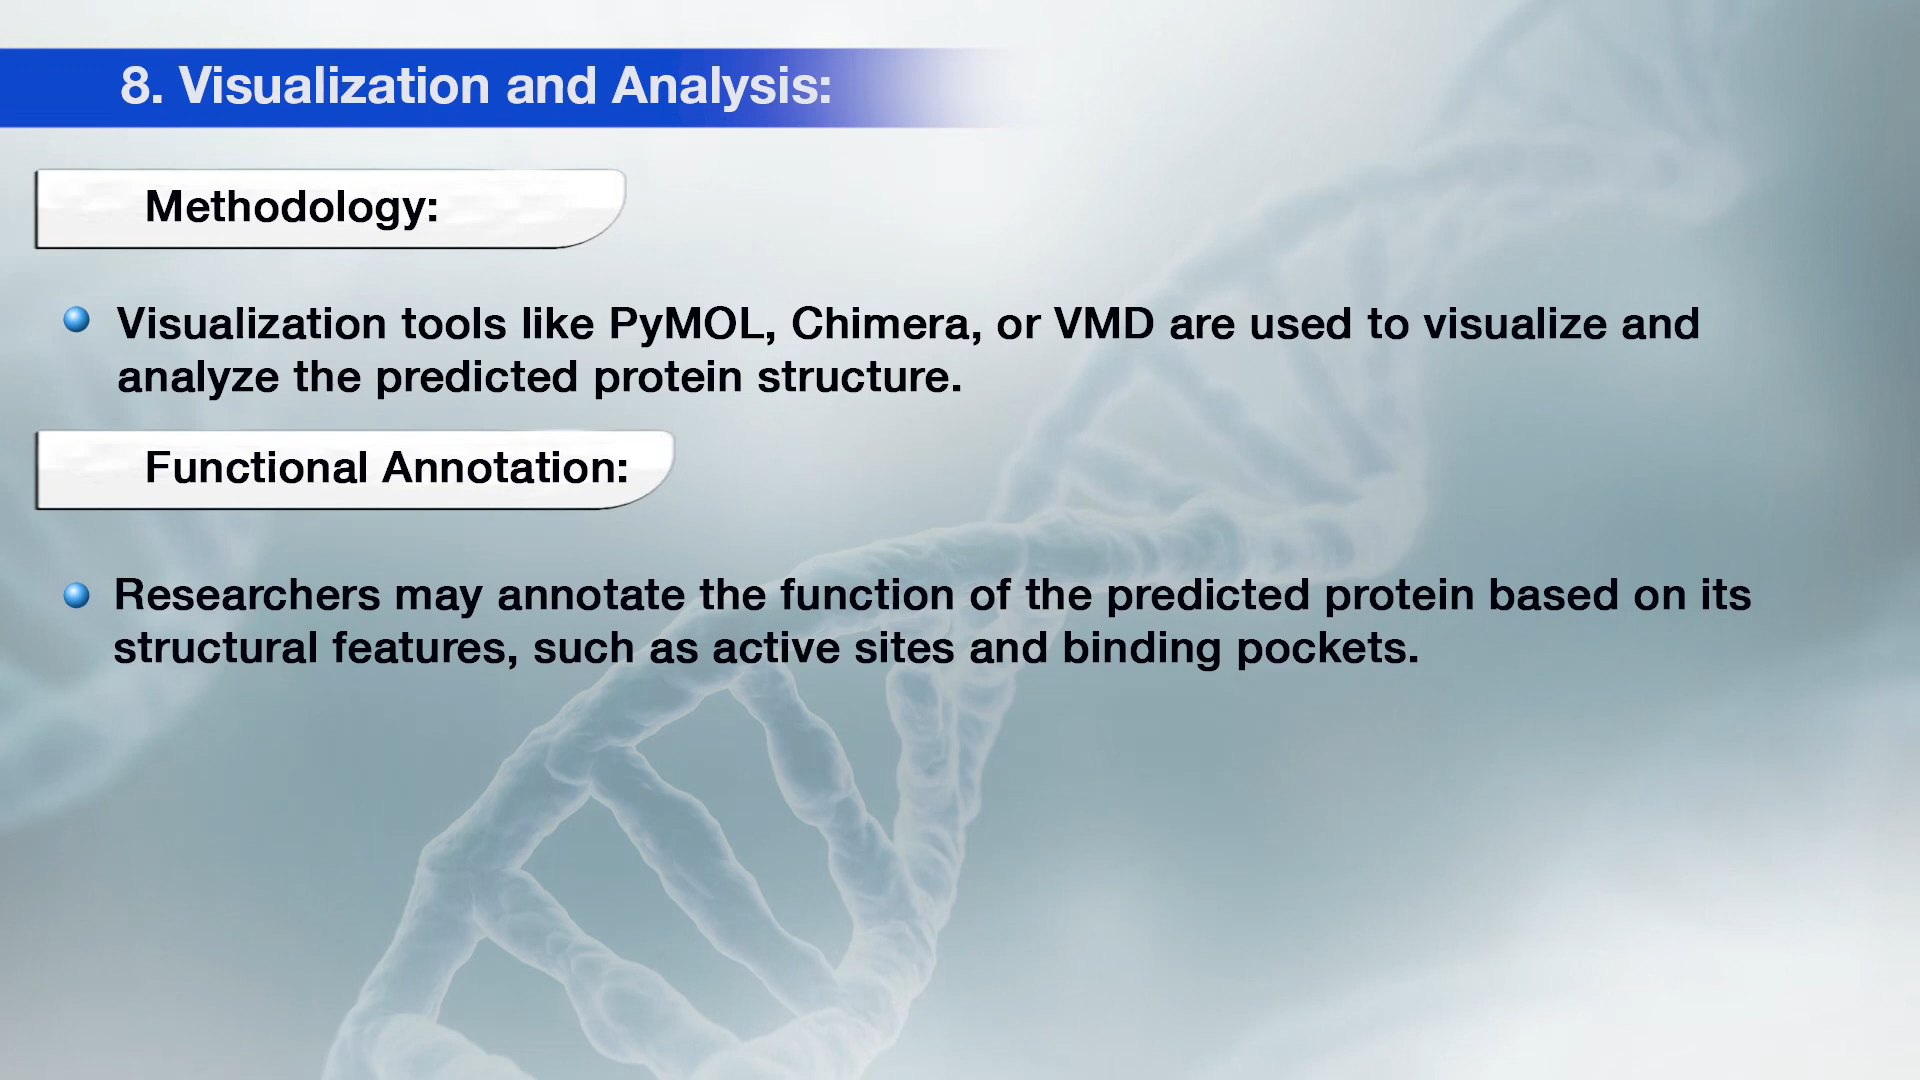 8. Visualization and Analysis:
Methodology:
Visualization tools like PyMOL, Chimera, or VMD are used to visualize and
analyze the predicted protein structure.
Functional Annotation:
Researchers may annotate the function of the predicted protein based on its
structural features, such as active sites and binding pockets.